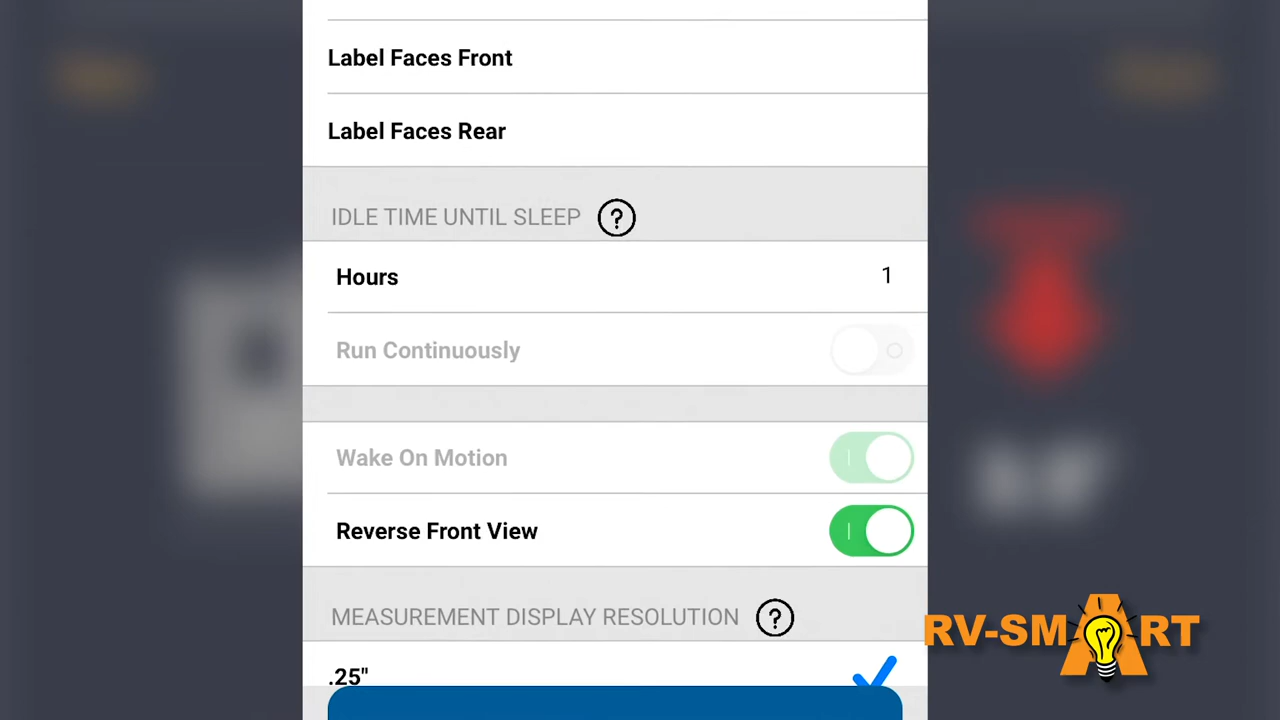 Label Faces Front
Label Faces Rear
IDLE TIME UNTIL SLEEP ?
Hours 1
Run Continuously
Wake On Motion
Reverse Front View
MEASUREMENT DISPLAY RESOLUTION ?
.25"
RV-SMART